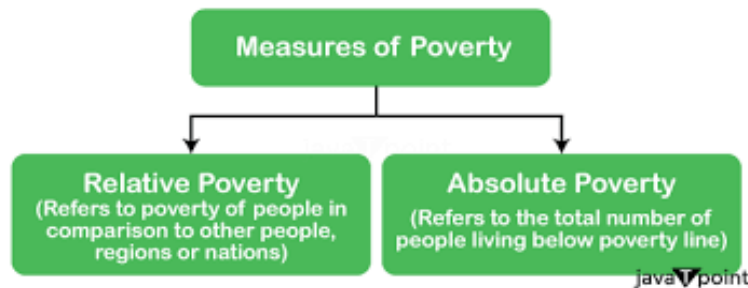 Measures of Poverty
Relative Poverty
(Refers to poverty of people in
comparison to other people,
regions or nations)
Absolute Poverty
(Refers to the total number of
people living below poverty line)
javaTpoint